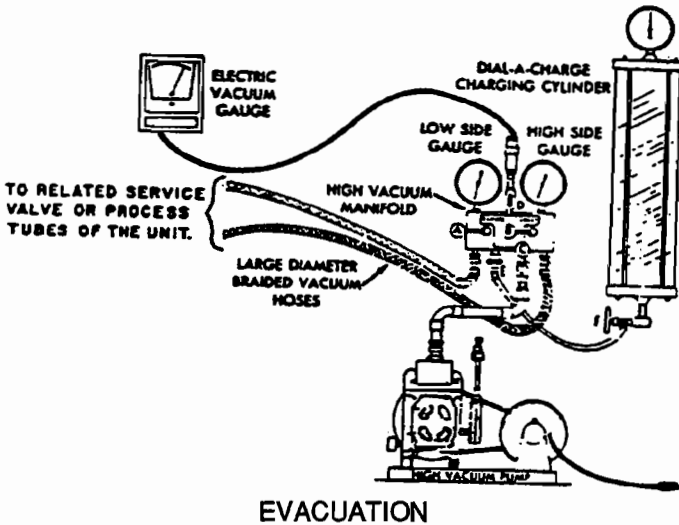 ELECTRIC
VACUUM
GAUGE
DIAL-A-CHARGE
CHARGING CYLINDER
LOW SIDE
GAUGE
HIGH SIDE
GAUGE
TO RELATED SERVICE
VALVE OR PROCESS
TUBES OF THE UNIT.
HIGH VACUUM
MANIFOLD
LARGE DIAMETER
BRAIDED VACUUM
HOSES
HIGH VACUUM PUMP
EVACUATION